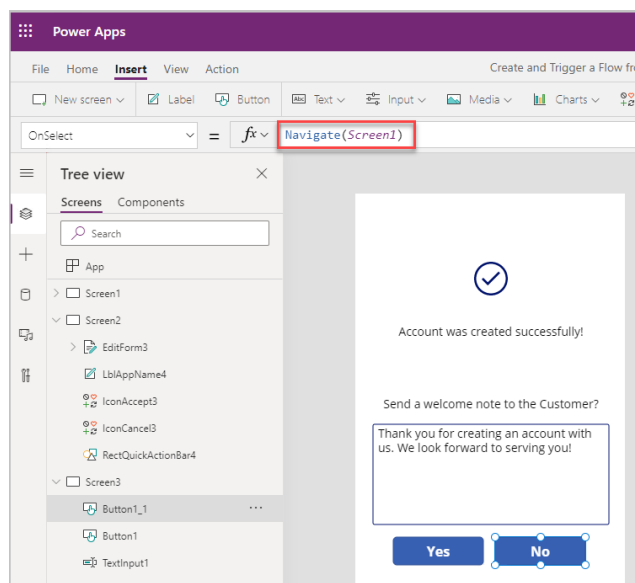 Power Apps
File Home Insert View Action Create and Trigger a Flow fr
New screen Label Button Abc Text Input Media Charts
OnSelect = fx Navigate(Screen1)
Tree view
Screens Components
Search
App
Screen1
Screen2
EditForm3
LblAppName4
IconAccept3
IconCancel3
RectQuickActionBar4
Screen3
Button1_1 ...
Button1
TextInput1
Account was created successfully!
Send a welcome note to the Customer?
Thank you for creating an account with
us. We look forward to serving you!
Yes No